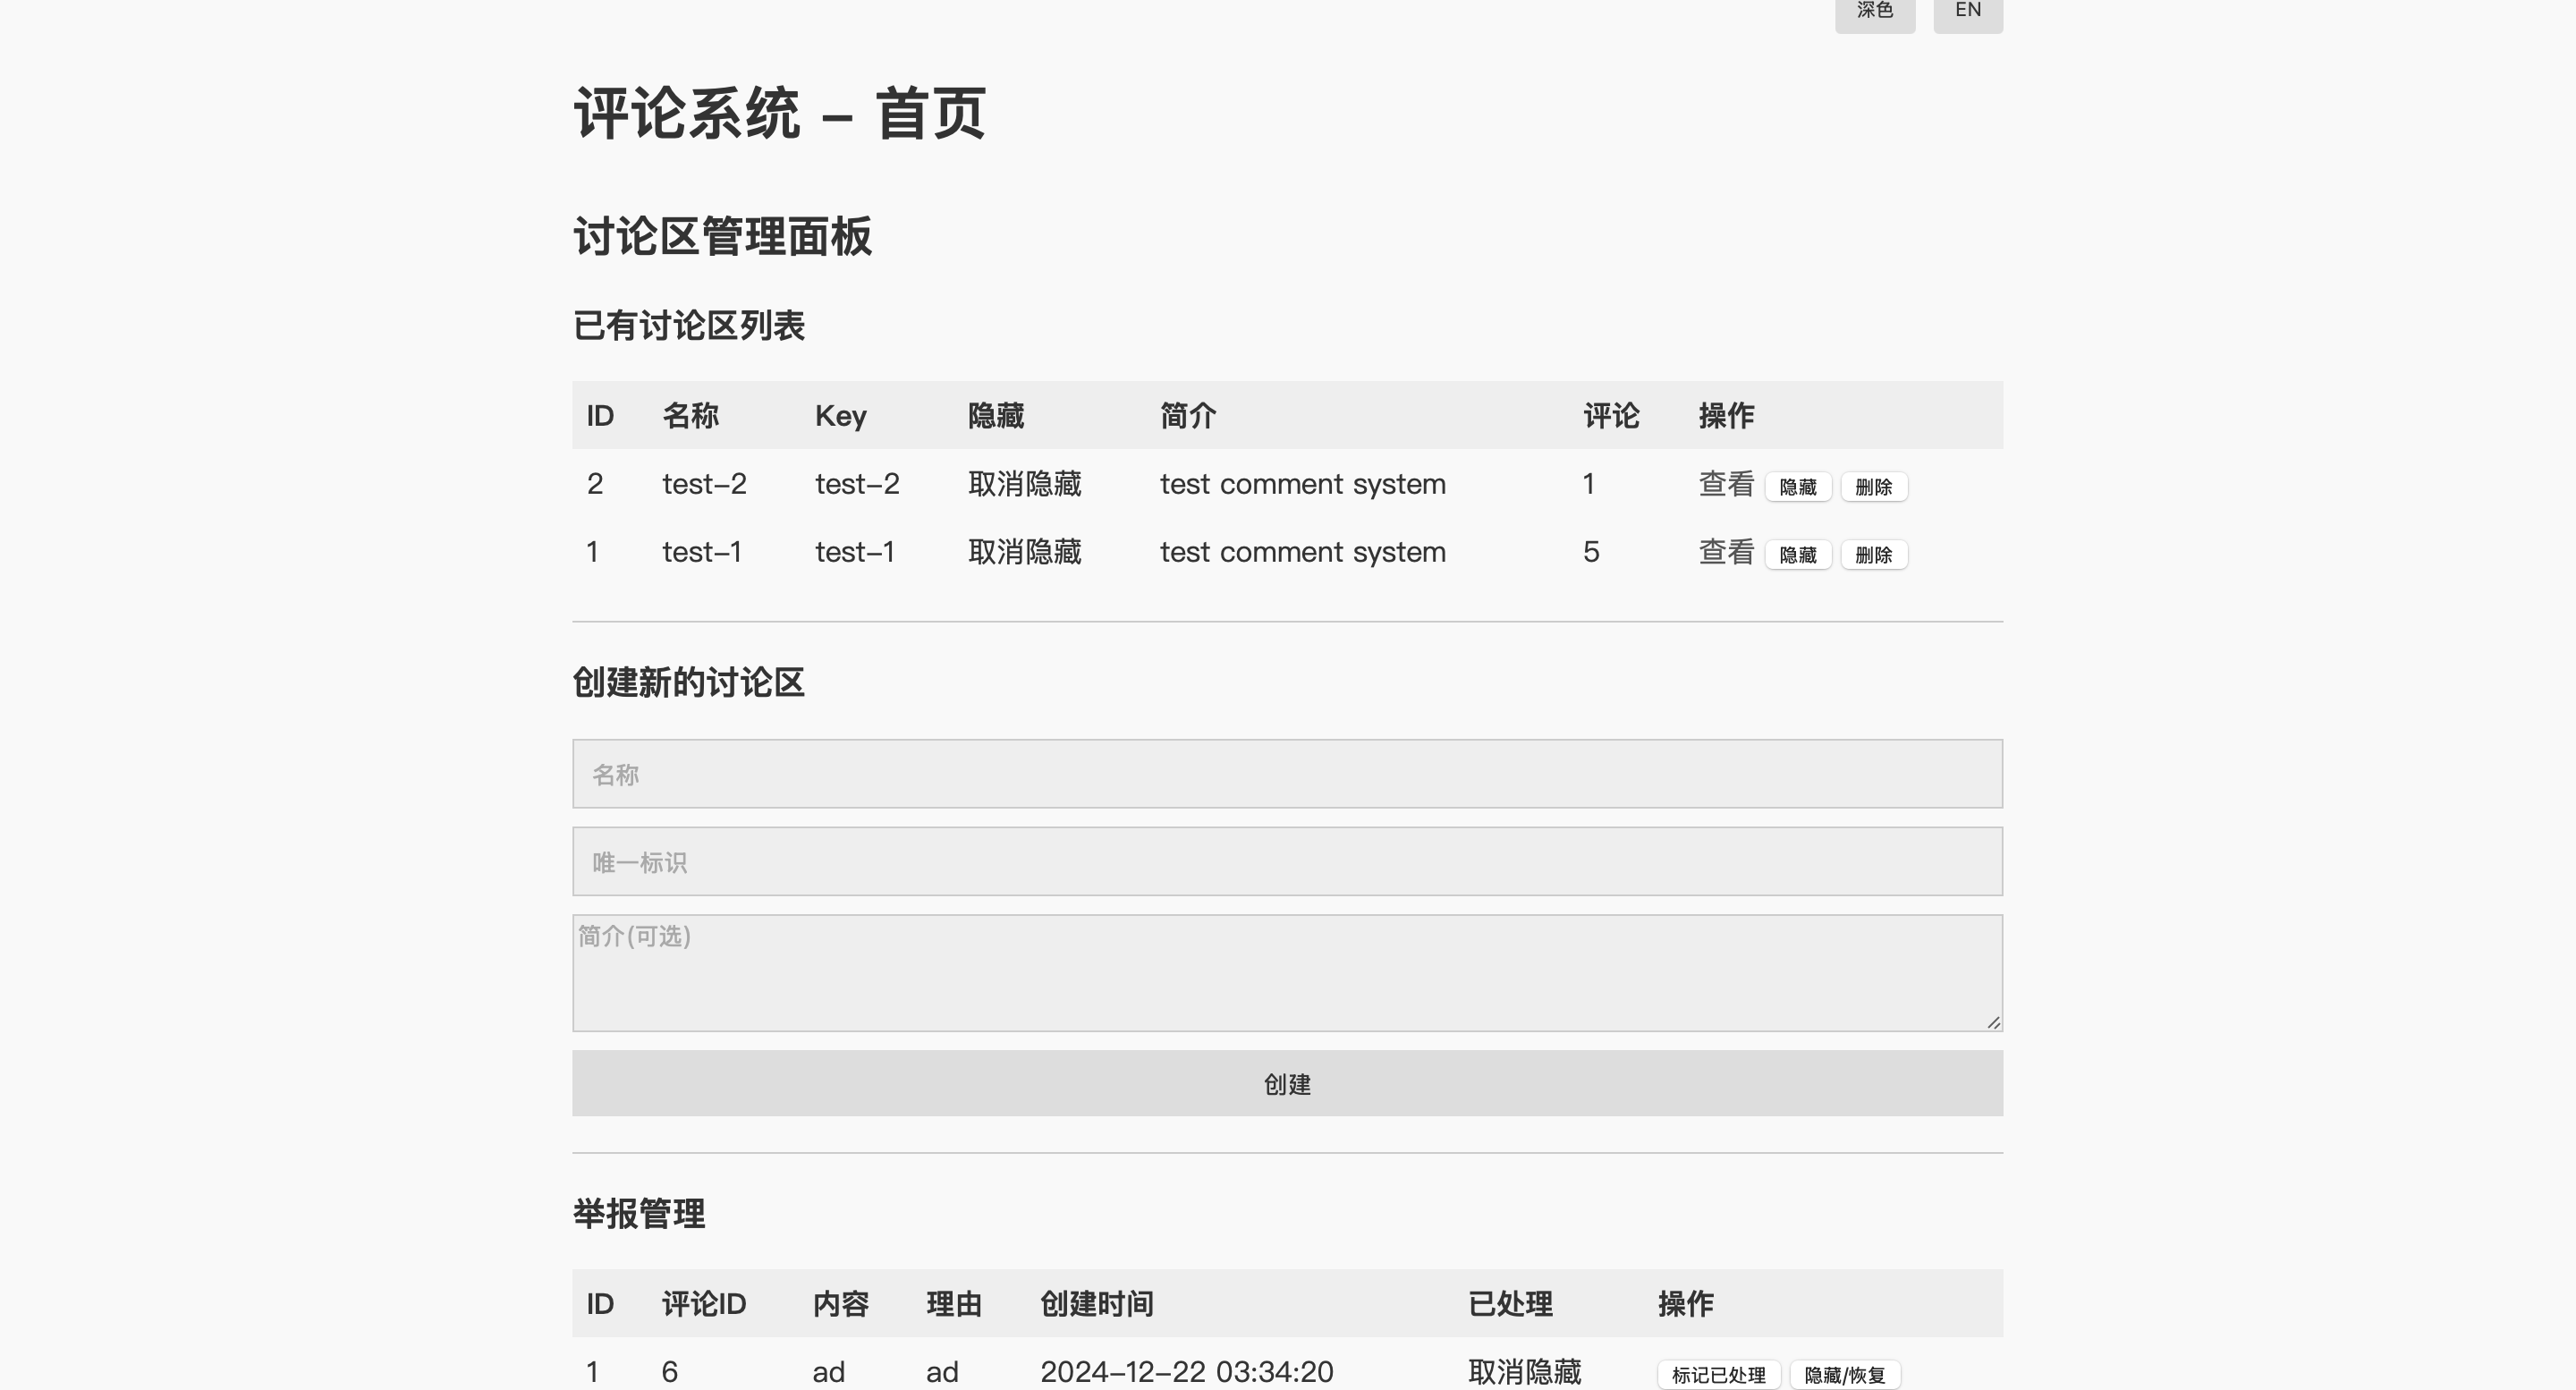 深色 EN
评论系统 - 首页
讨论区管理面板
已有讨论区列表
ID 名称 Key 隐藏 简介 评论 操作
2 test-2 test-2 取消隐藏 test comment system 1 查看 隐藏 删除
1 test-1 test-1 取消隐藏 test comment system 5 查看 隐藏 删除
创建新的讨论区
名称
唯一标识
简介(可选)
创建
举报管理
ID 评论ID 内容 理由 创建时间 已处理 操作
1 6 ad ad 2024-12-22 03:34:20 取消隐藏 标记已处理 隐藏/恢复